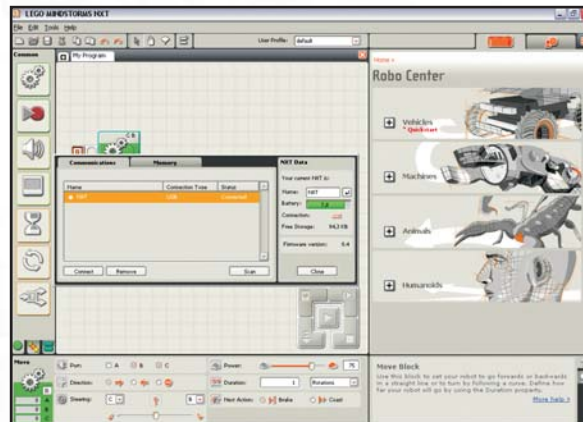 LEGO MINDSTORMS NXT
File Edit Tools Help
User Profile: default
Common
My Program
C B
Home >
Robo Center
Vehicles
* Quickstart
Machines
Animals
Humanoids
Communications
Memory
Name
Connection Type
Status
NXT
USB
Connected
Connect
Remove
Scan
NXT Data
Your current NXT is:
Name: NXT
Battery:
Connection:
Free Storage:
Firmware version:
Close
Move
Port: A B C
Power: 75
Direction:
Duration: 1 Rotations
Steering: C B
Next Action: Brake Coast
Move Block
Use this block to set your robot to go forwards or backwards
in a straight line or to turn by following a curve. Define how
far your robot will go by using the Duration property.
More help >